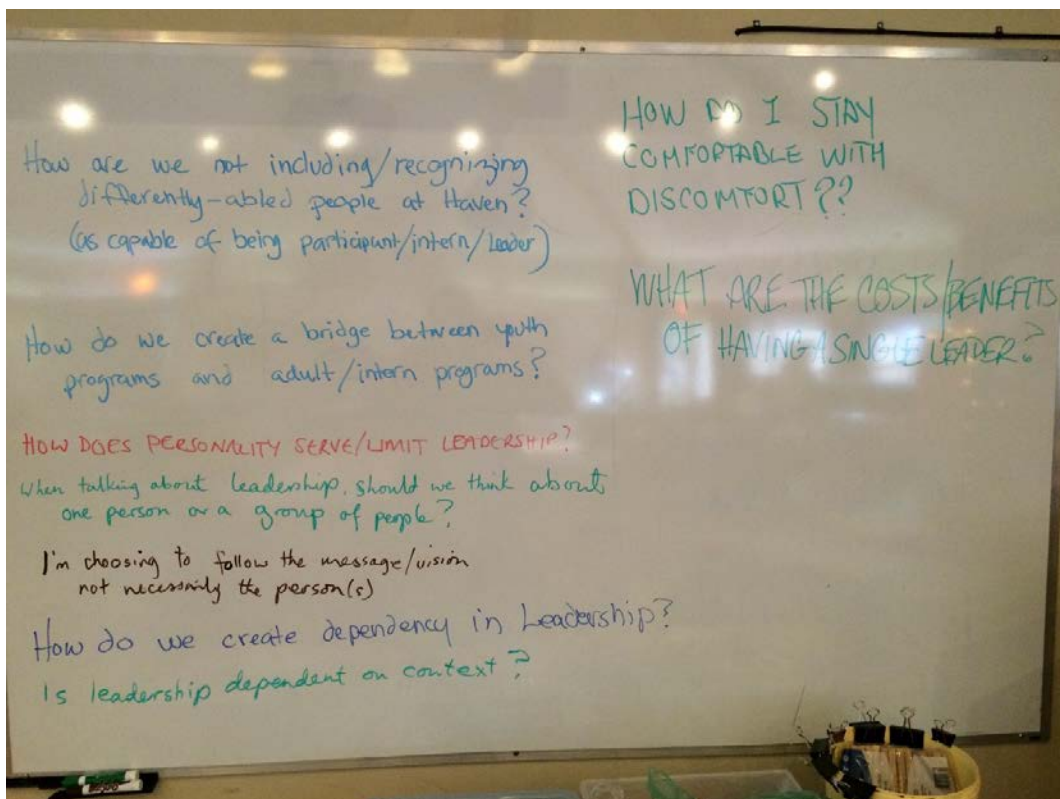 How are we not including/recognizing
differently-abled people at Haven?
(as capable of being participant/intern/leader)
How do we create a bridge between youth
programs and adult/intern programs?
HOW DOES PERSONALITY SERVE/LIMIT LEADERSHIP?
When talking about leadership, should we think about
one person or a group of people?
I'm choosing to follow the message/vision
not necessarily the person(s)
How do we create dependency in Leadership?
Is leadership dependent on context?
HOW DO I STAY
COMFORTABLE WITH
DISCOMFORT??
WHAT ARE THE COSTS/BENEFITS
OF HAVING A SINGLE LEADER?